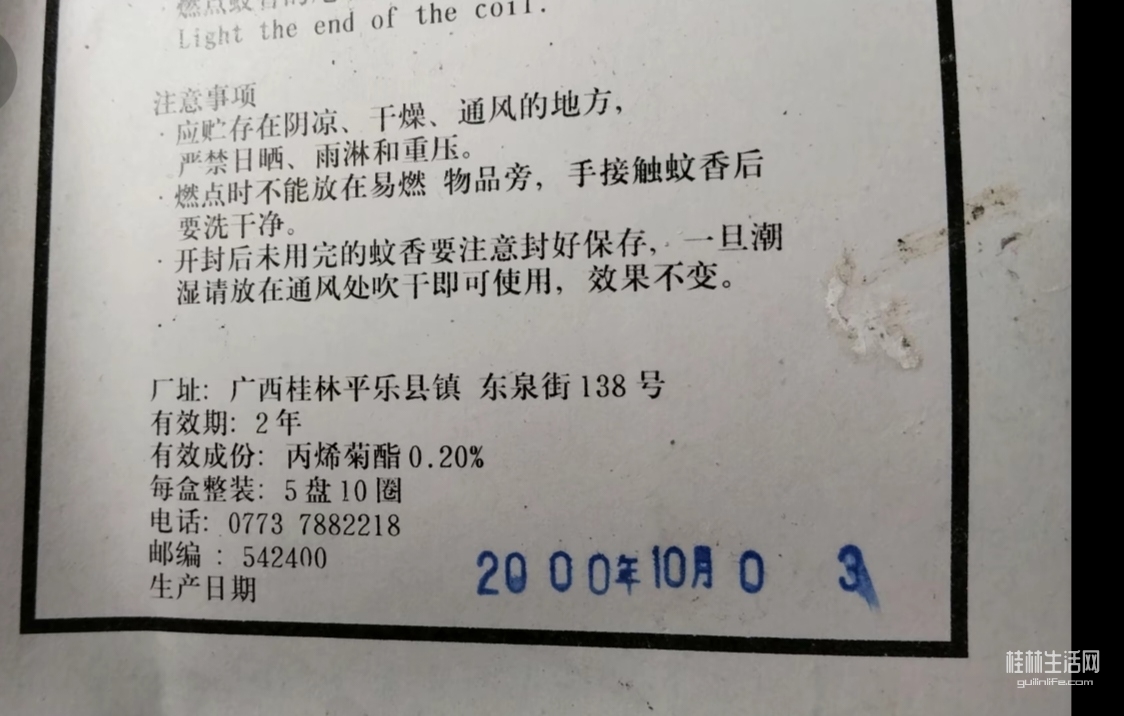 燃点蚊香的
Light the end of the coil.
注意事项
·应贮存在阴凉、干燥、通风的地方，
严禁日晒、雨淋和重压。
·燃点时不能放在易燃 物品旁，手接触蚊香后
要洗干净。
·开封后未用完的蚊香要注意封好保存，一旦潮
湿请放在通风处吹干即可使用，效果不变。
厂址：广西桂林平乐县镇 东泉街138号
有效期：2年
有效成份：丙烯菊酯0.20%
每盒整装：5盘10圈
电话：0773 7882218
邮编：542400
生产日期 2000年10月03
桂林生活网
guilinlife.com